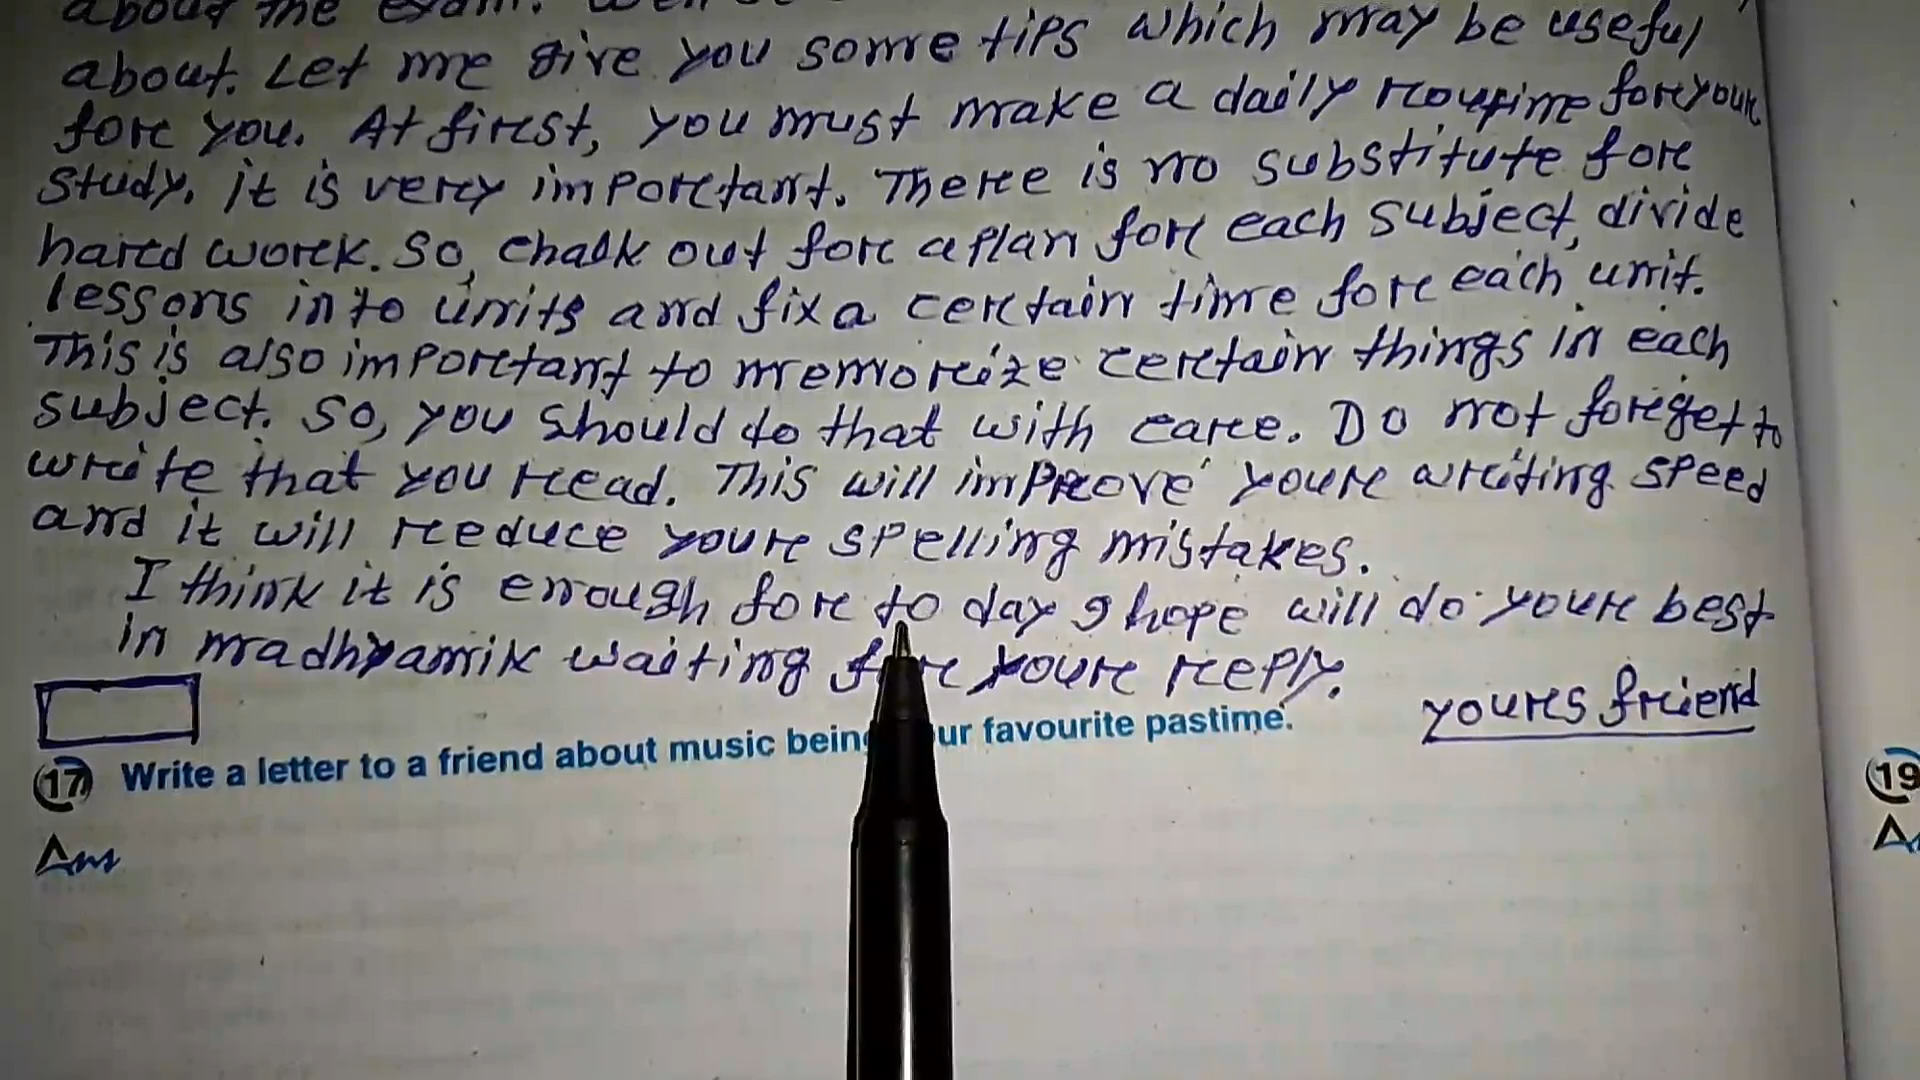 about the exam.
about. Let me give you some tips which may be useful
for you. At first, you must make a daily routine for your
study. it is very important. There is no substitute for
hard work. So, chalk out for a plan for each subject, divide
lessons into units and fix a certain time for each unit.
This is also important to memorize certain things in each
subject. So, you should do that with care. Do not forget to
write that you read. This will improve your writing speed
and it will reduce your spelling mistakes.
I think it is enough for to day I hope will do your best
in madhyamik waiting for your reply.
yours friend
17 Write a letter to a friend about music being your favourite pastime.
Ans
19